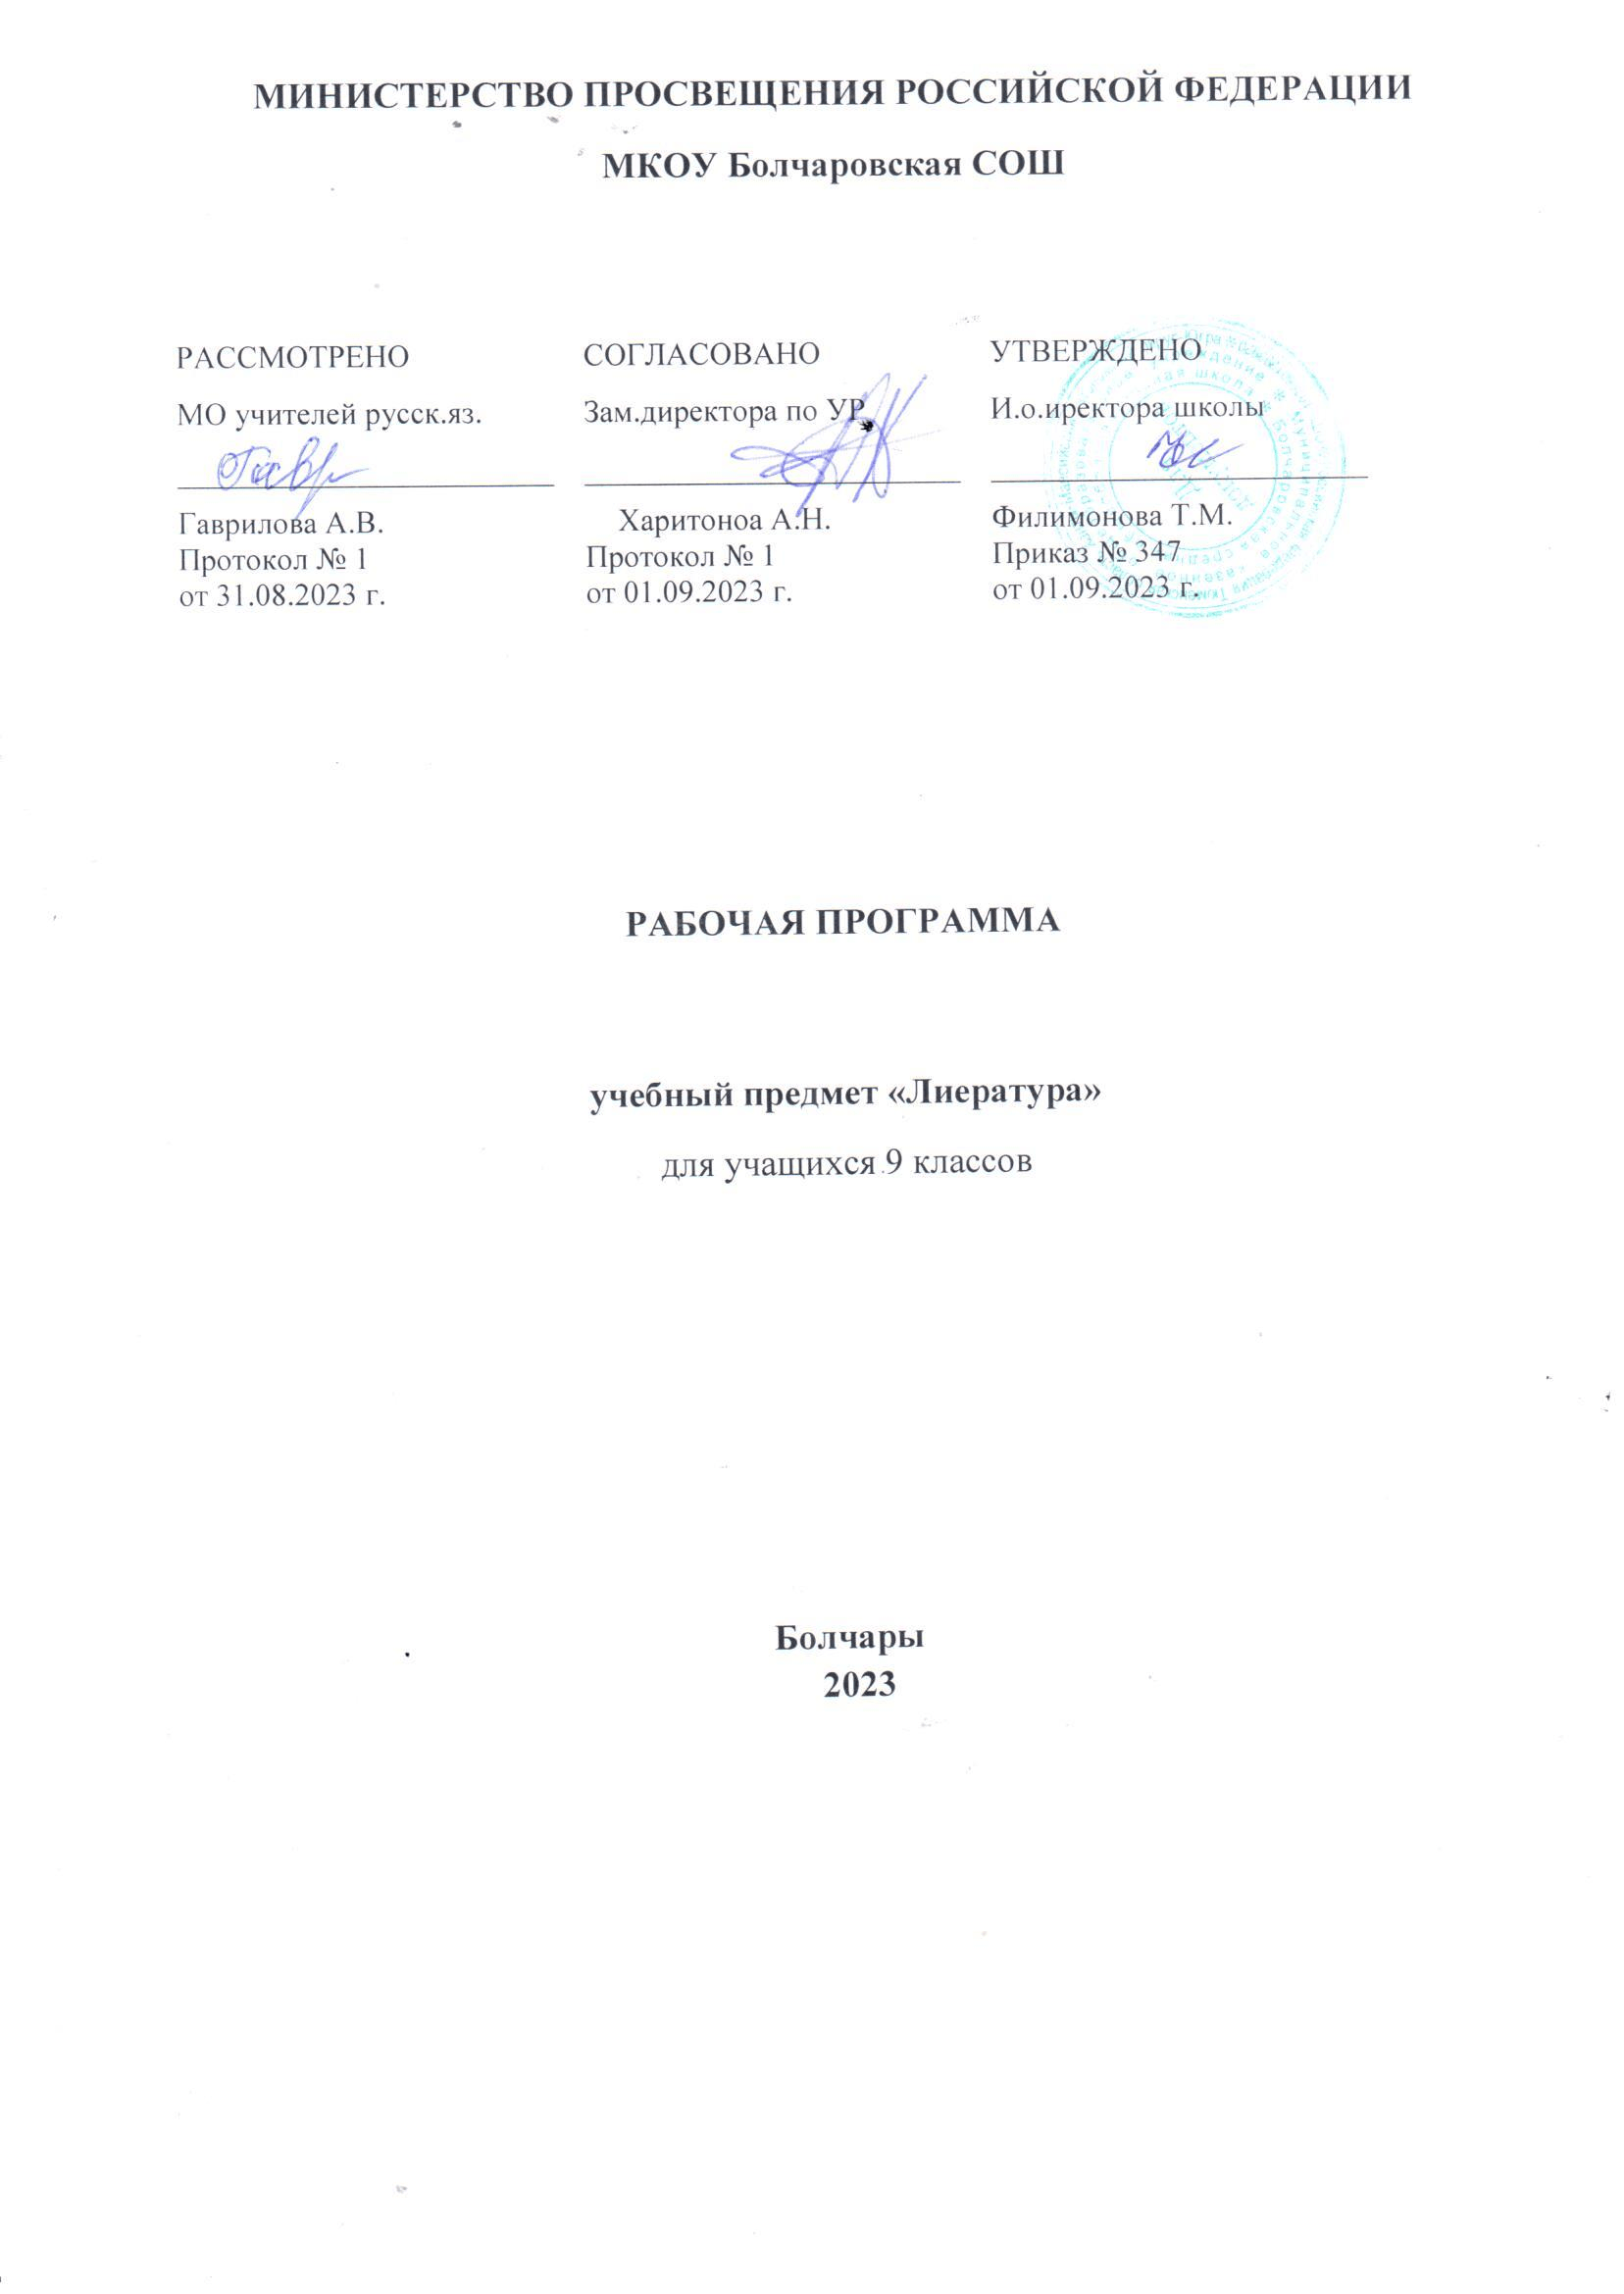 МИНИСТЕРСТВО ПРОСВЕЩЕНИЯ РОССИЙСКОЙ ФЕДЕРАЦИИ
МКОУ Болчаровская СОШ
РАССМОТРЕНО
МО учителей русск.яз.
Гавр
Гаврилова А.В.
Протокол № 1
от 31.08.2023 г.
СОГЛАСОВАНО
Зам.директора по УР
Харитоноа А.Н.
Протокол № 1
от 01.09.2023 г.
УТВЕРЖДЕНО
И.о.иректора школы
Филимонова Т.М.
Приказ № 347
от 01.09.2023 г.
РАБОЧАЯ ПРОГРАММА
учебный предмет «Лиература»
для учащихся 9 классов
Болчары
2023